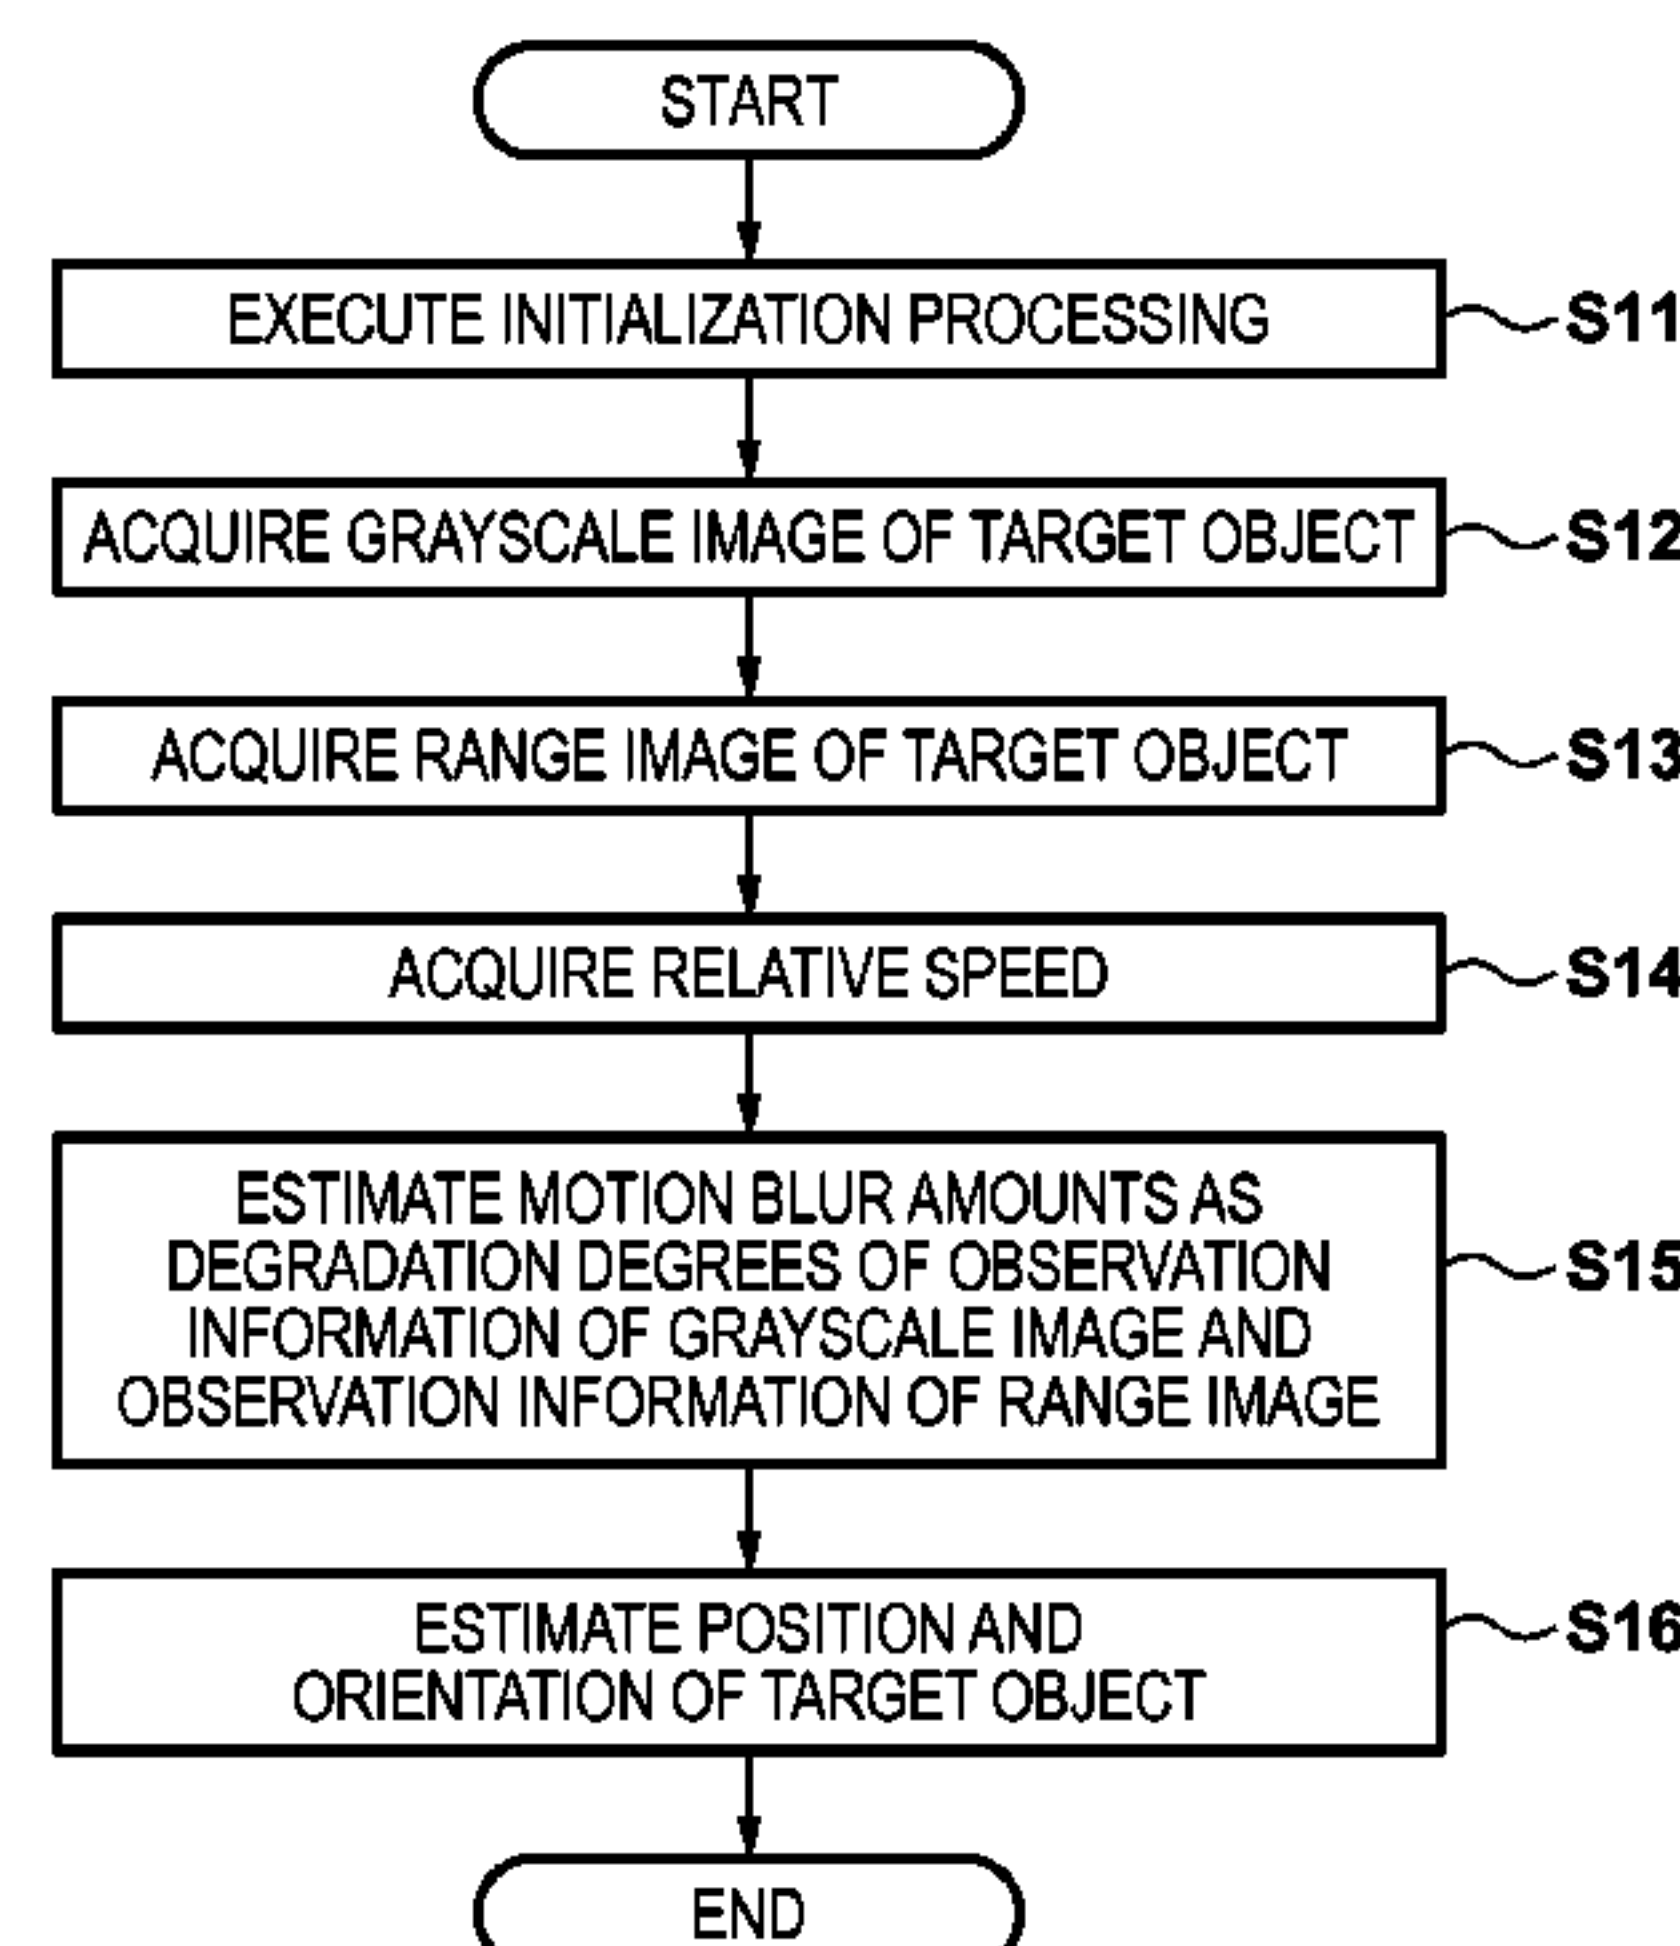 START
EXECUTE INITIALIZATION PROCESSING
S11
ACQUIRE GRAYSCALE IMAGE OF TARGET OBJECT
S12
ACQUIRE RANGE IMAGE OF TARGET OBJECT
S13
ACQUIRE RELATIVE SPEED
S14
ESTIMATE MOTION BLUR AMOUNTS AS
DEGRADATION DEGREES OF OBSERVATION
INFORMATION OF GRAYSCALE IMAGE AND
OBSERVATION INFORMATION OF RANGE IMAGE
S15
ESTIMATE POSITION AND
ORIENTATION OF TARGET OBJECT
S16
END